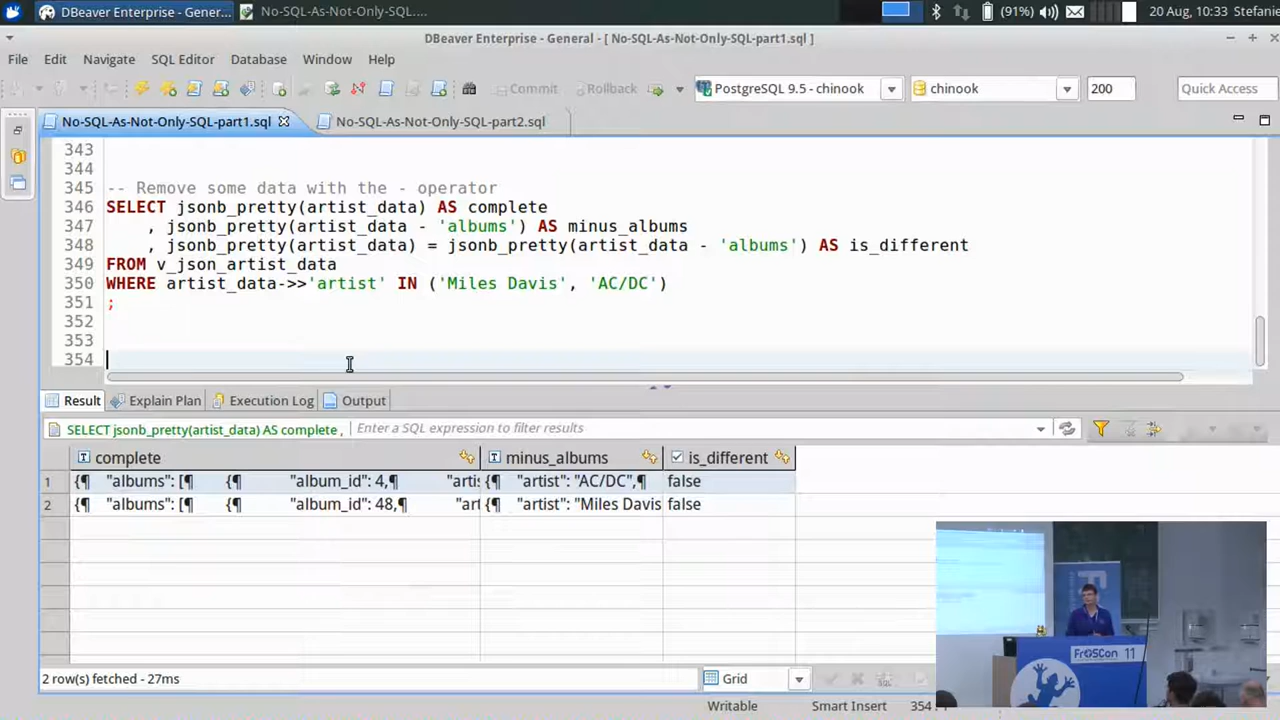 DBeaver Enterprise - Gener...
No-SQL-As-Not-Only-SQL....
(91%)
20 Aug, 10:33 Stefanie
DBeaver Enterprise - General - [ No-SQL-As-Not-Only-SQL-part1.sql ]
File Edit Navigate SQL Editor Database Window Help
Commit Rollback PostgreSQL 9.5 - chinook chinook 200 Quick Access
No-SQL-As-Not-Only-SQL-part1.sql No-SQL-As-Not-Only-SQL-part2.sql
343
344
345 -- Remove some data with the - operator
346 SELECT jsonb_pretty(artist_data) AS complete
347 , jsonb_pretty(artist_data - 'albums') AS minus_albums
348 , jsonb_pretty(artist_data) = jsonb_pretty(artist_data - 'albums') AS is_different
349 FROM v_json_artist_data
350 WHERE artist_data->>'artist' IN ('Miles Davis', 'AC/DC')
351 ;
352
353
354
Result Explain Plan Execution Log Output
SELECT jsonb_pretty(artist_data) AS complete , Enter a SQL expression to filter results
complete minus_albums is_different
1 {¶ "albums": [¶ {¶ "album_id": 4,¶ "artis {¶ "artist": "AC/DC",¶ false
2 {¶ "albums": [¶ {¶ "album_id": 48,¶ "art {¶ "artist": "Miles Davis false
FrOSCon 11
2 row(s) fetched - 27ms
Grid
Writable Smart Insert